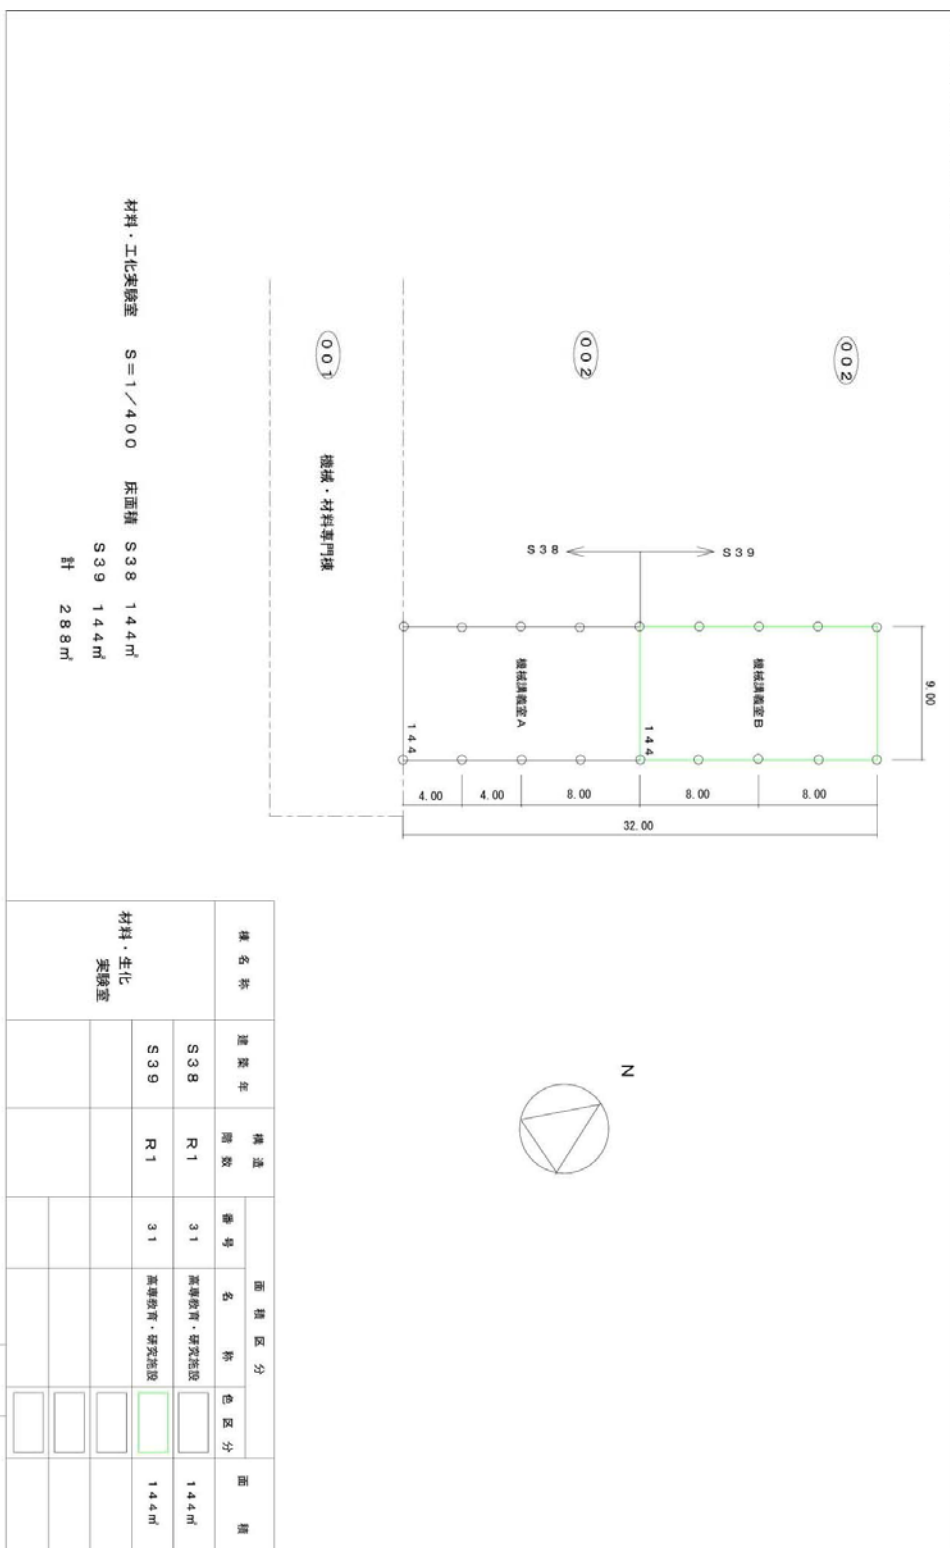 ００２
００２
００１
機械・材料専門棟
Ｓ３８
Ｓ３９
機械講義室Ａ
１４４
機械講義室Ｂ
１４４
9.00
4.00
4.00
8.00
8.00
8.00
32.00
材料・工化実験室　Ｓ＝１／４００　床面積　Ｓ３８　１４４㎡
Ｓ３９　１４４㎡
計　２８８㎡
N
棟名称　建築年　構造階数　面積区分　面積
番号　名称　色区分
材料・生化実験室　Ｓ３８　Ｒ１　３１　高専教育・研究施設　１４４㎡
Ｓ３９　Ｒ１　３１　高専教育・研究施設　１４４㎡